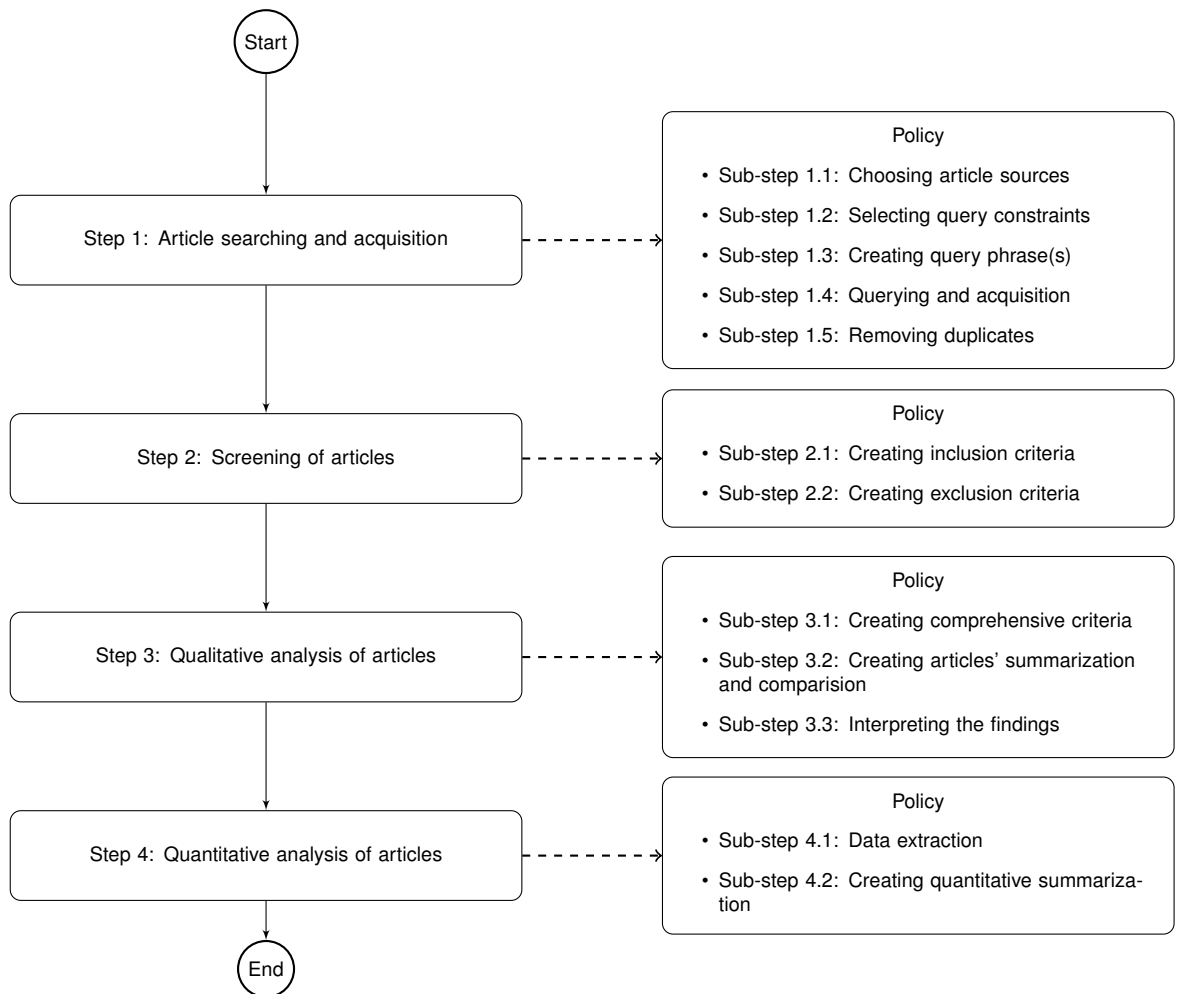 Start
Step 1: Article searching and acquisition
Policy
• Sub-step 1.1: Choosing article sources
• Sub-step 1.2: Selecting query constraints
• Sub-step 1.3: Creating query phrase(s)
• Sub-step 1.4: Querying and acquisition
• Sub-step 1.5: Removing duplicates
Step 2: Screening of articles
Policy
• Sub-step 2.1: Creating inclusion criteria
• Sub-step 2.2: Creating exclusion criteria
Step 3: Qualitative analysis of articles
Policy
• Sub-step 3.1: Creating comprehensive criteria
• Sub-step 3.2: Creating articles' summarization
and comparision
• Sub-step 3.3: Interpreting the findings
Step 4: Quantitative analysis of articles
Policy
• Sub-step 4.1: Data extraction
• Sub-step 4.2: Creating quantitative summariza-
tion
End